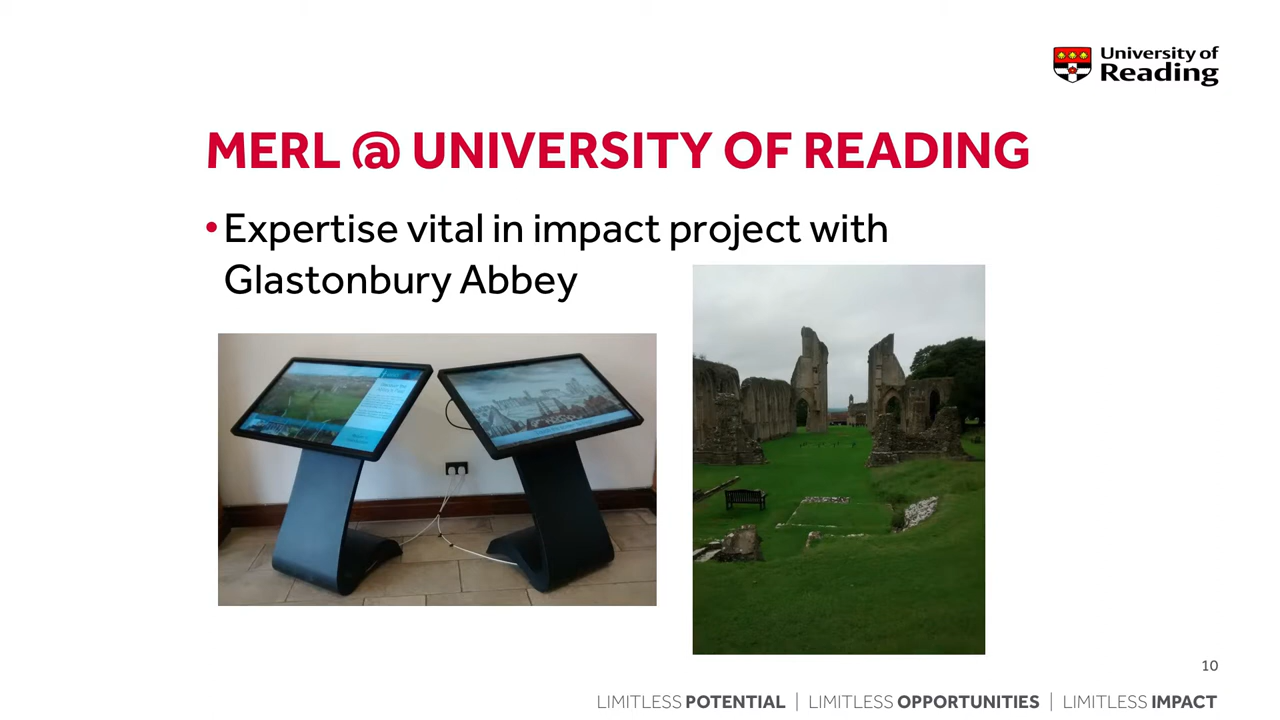 University of
Reading
MERL @ UNIVERSITY OF READING
• Expertise vital in impact project with
Glastonbury Abbey
10
LIMITLESS POTENTIAL | LIMITLESS OPPORTUNITIES | LIMITLESS IMPACT